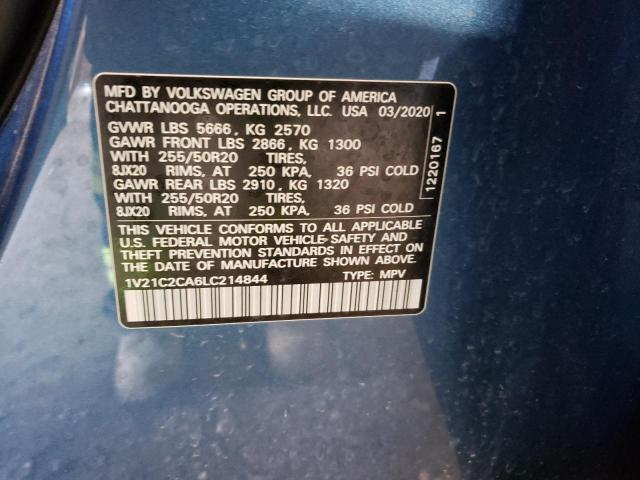 MFD BY VOLKSWAGEN GROUP OF AMERICA
CHATTANOOGA OPERATIONS, LLC. USA 03/2020
GVWR LBS 5666, KG 2570
GAWR FRONT LBS 2866, KG 1300
WITH 255/50R20 TIRES,
8JX20 RIMS, AT 250 KPA, 36 PSI COLD
GAWR REAR LBS 2910, KG 1320
WITH 255/50R20 TIRES,
8JX20 RIMS, AT 250 KPA, 36 PSI COLD
THIS VEHICLE CONFORMS TO ALL APPLICABLE
U.S. FEDERAL MOTOR VEHICLE SAFETY AND
THEFT PREVENTION STANDARDS IN EFFECT ON
THE DATE OF MANUFACTURE SHOWN ABOVE.
1V21C2CA6LC214844 TYPE: MPV
1220167 1